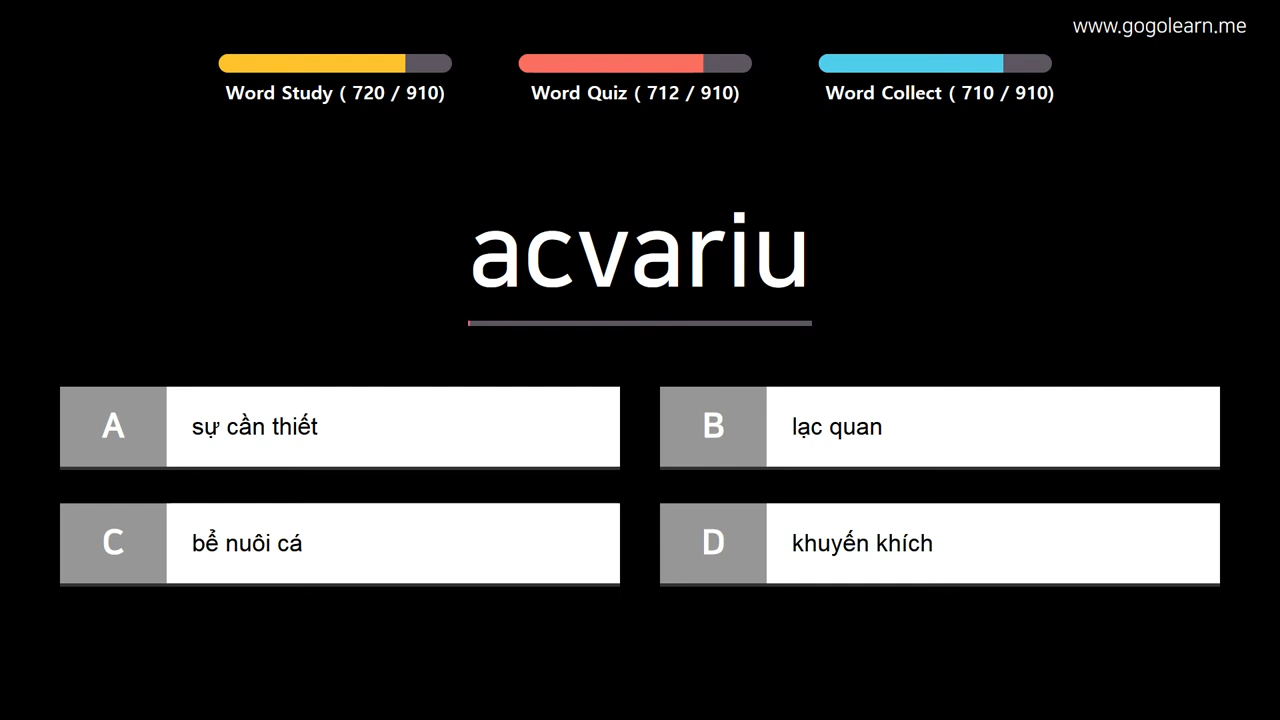 www.gogolearn.me
Word Study ( 720 / 910)
Word Quiz ( 712 / 910)
Word Collect ( 710 / 910)
acvariu
A
sự cần thiết
B
lạc quan
C
bể nuôi cá
D
khuyến khích